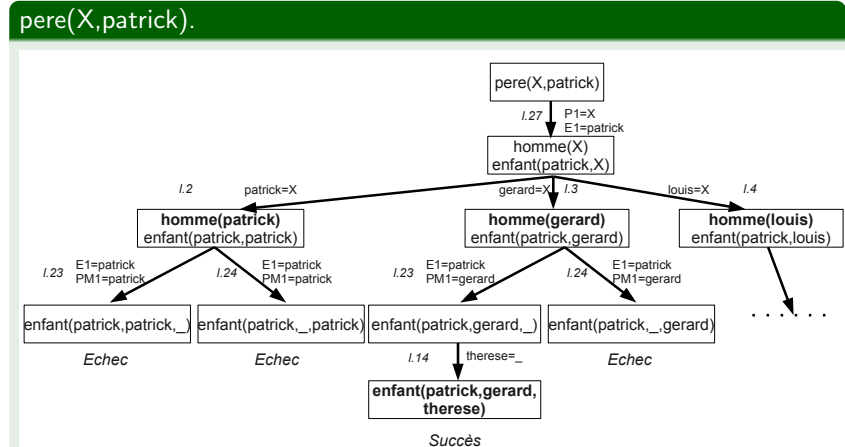 pere(X,patrick).
pere(X,patrick)
l.27 P1=X
E1=patrick
homme(X)
enfant(patrick,X)
l.2 patrick=X gerard=X l.3 louis=X l.4
homme(patrick) homme(gerard) homme(louis)
enfant(patrick,patrick) enfant(patrick,gerard) enfant(patrick,louis)
l.23 E1=patrick l.24 E1=patrick l.23 E1=patrick l.24 E1=patrick
PM1=patrick PM1=patrick PM1=gerard PM1=gerard
enfant(patrick,patrick,_) enfant(patrick,_,patrick) enfant(patrick,gerard,_) enfant(patrick,_,gerard) . . . . . .
Echec Echec l.14 therese=_ Echec
enfant(patrick,gerard,
therese)
Succès